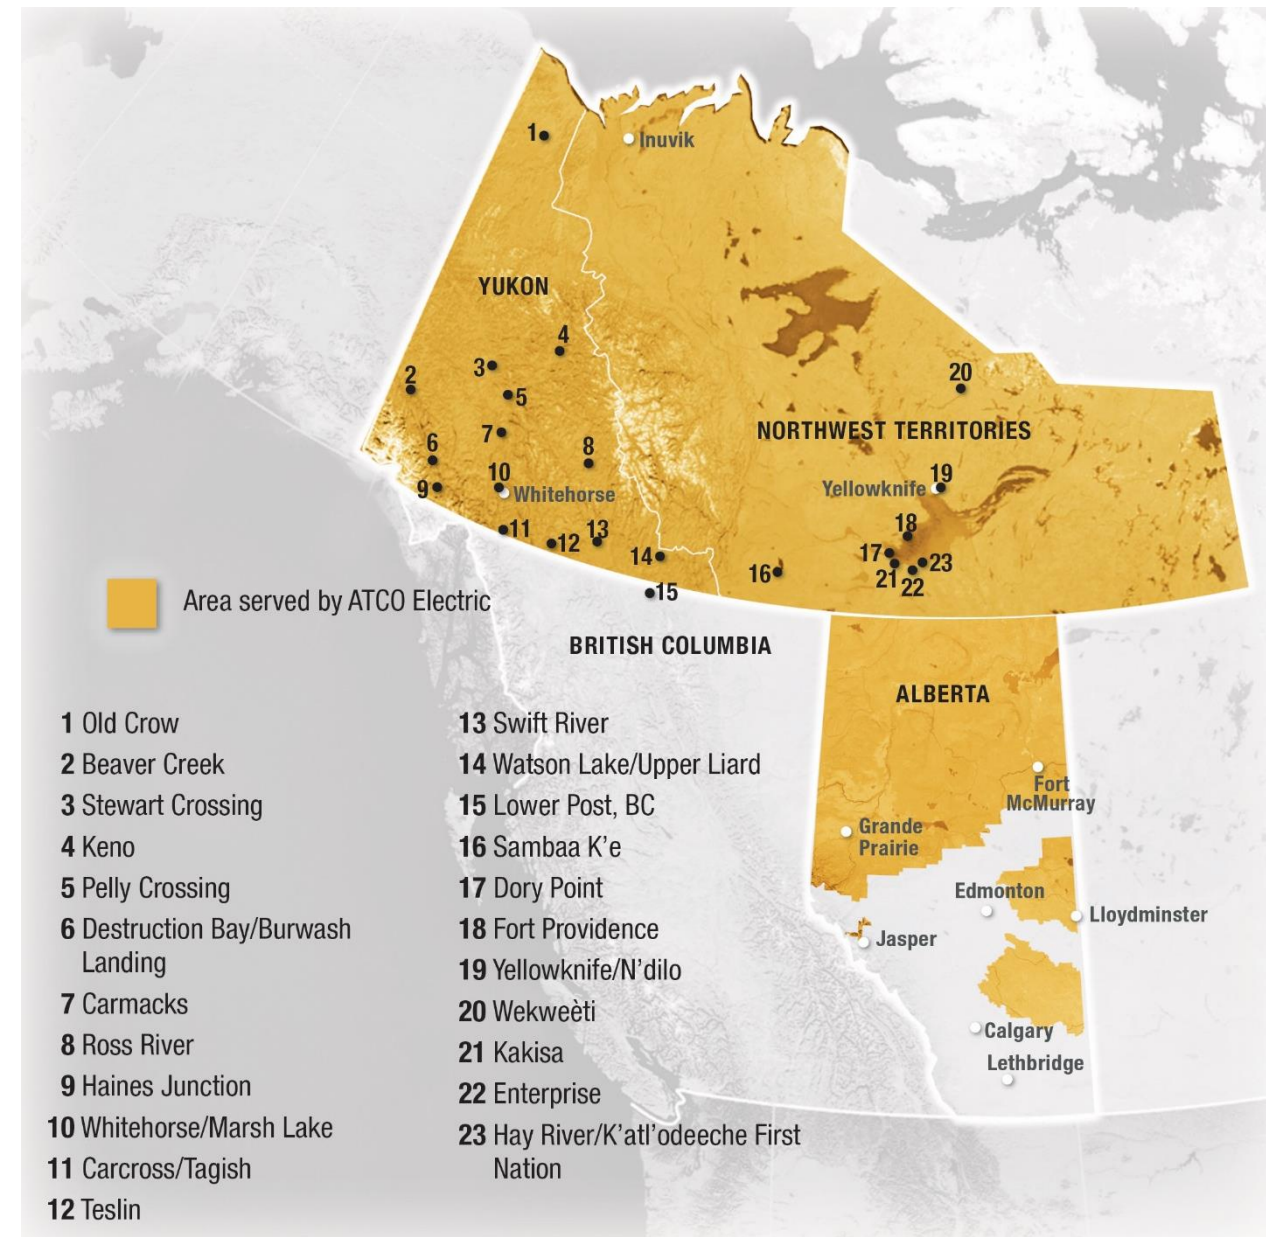 1
Inuvik
YUKON
4
3
2
5
20
7
6
8
NORTHWEST TERRITORIES
10
9
Whitehorse
19
Yellowknife
11
12
13
18
14
17
23
16
21
22
15
Area served by ATCO Electric
BRITISH COLUMBIA
ALBERTA
Fort
McMurray
Grande
Prairie
Edmonton
Lloydminster
Jasper
Calgary
Lethbridge
1 Old Crow
2 Beaver Creek
3 Stewart Crossing
4 Keno
5 Pelly Crossing
6 Destruction Bay/Burwash
Landing
7 Carmacks
8 Ross River
9 Haines Junction
10 Whitehorse/Marsh Lake
11 Carcross/Tagish
12 Teslin
13 Swift River
14 Watson Lake/Upper Liard
15 Lower Post, BC
16 Sambaa K’e
17 Dory Point
18 Fort Providence
19 Yellowknife/N’dilo
20 Wekweèti
21 Kakisa
22 Enterprise
23 Hay River/K’atl’odeeche First
Nation